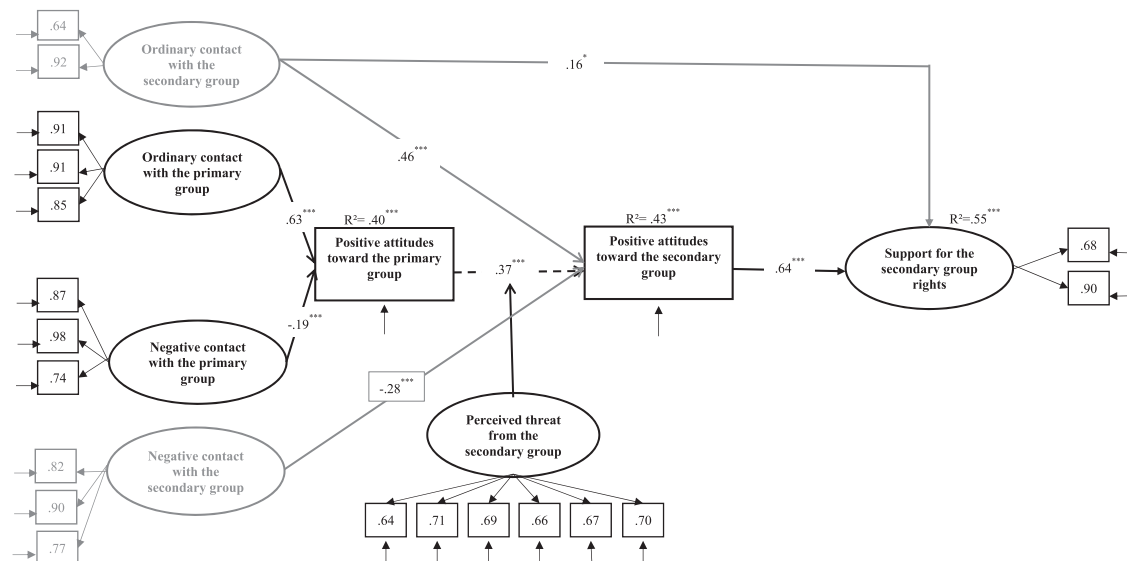 .64
.92
Ordinary contact
with the
secondary group
.16*
.91
.91
.85
Ordinary contact
with the primary
group
.46***
.63***
R²= .40***
Positive attitudes
toward the primary
group
.37***
R²= .43***
Positive attitudes
toward the secondary
group
.64***
R²=.55***
Support for the
secondary group
rights
.68
.90
.87
.98
.74
Negative contact
with the primary
group
-.19***
-.28***
Perceived threat
from the
secondary group
.82
.90
.77
Negative contact
with the
secondary group
.64
.71
.69
.66
.67
.70